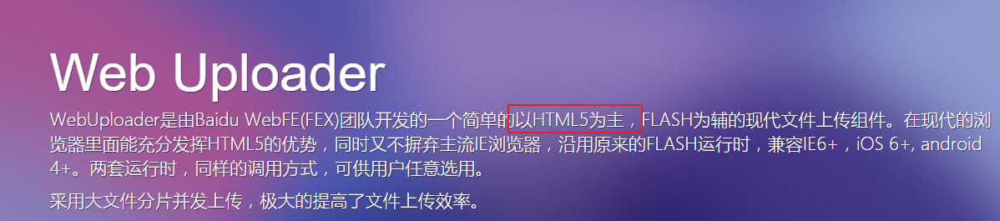 Web Uploader
WebUploader是由Baidu WebFE(FEX)团队开发的一个简单的以HTML5为主，FLASH为辅的现代文件上传组件。在现代的浏
览器里面能充分发挥HTML5的优势，同时又不摒弃主流IE浏览器，沿用原来的FLASH运行时，兼容IE6+，iOS 6+, android
4+。两套运行时，同样的调用方式，可供用户任意选用。
采用大文件分片并发上传，极大的提高了文件上传效率。